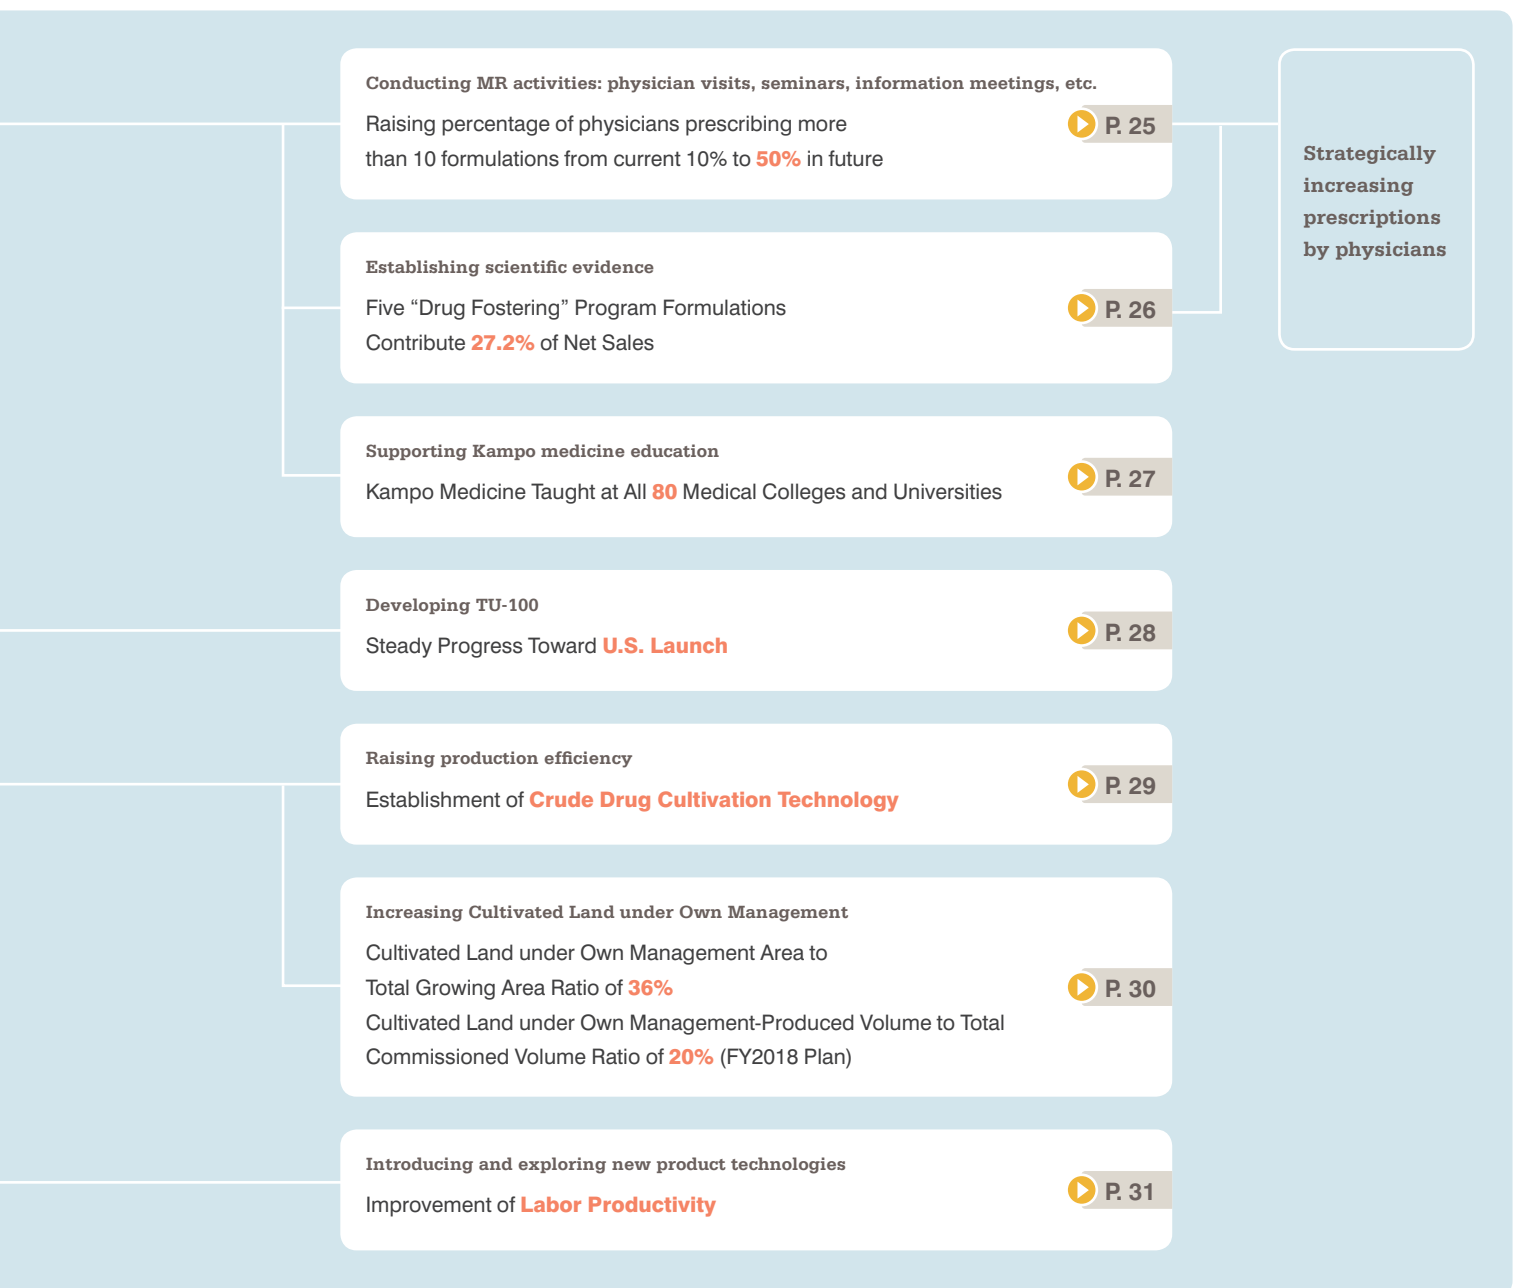 Conducting MR activities: physician visits, seminars, information meetings, etc.
Raising percentage of physicians prescribing more
than 10 formulations from current 10% to 50% in future
P. 25
Strategically
increasing
prescriptions
by physicians
Establishing scientific evidence
Five “Drug Fostering” Program Formulations
Contribute 27.2% of Net Sales
P. 26
Supporting Kampo medicine education
Kampo Medicine Taught at All 80 Medical Colleges and Universities
P. 27
Developing TU-100
Steady Progress Toward U.S. Launch
P. 28
Raising production efficiency
Establishment of Crude Drug Cultivation Technology
P. 29
Increasing Cultivated Land under Own Management
Cultivated Land under Own Management Area to
Total Growing Area Ratio of 36%
Cultivated Land under Own Management-Produced Volume to Total
Commissioned Volume Ratio of 20% (FY2018 Plan)
P. 30
Introducing and exploring new product technologies
Improvement of Labor Productivity
P. 31